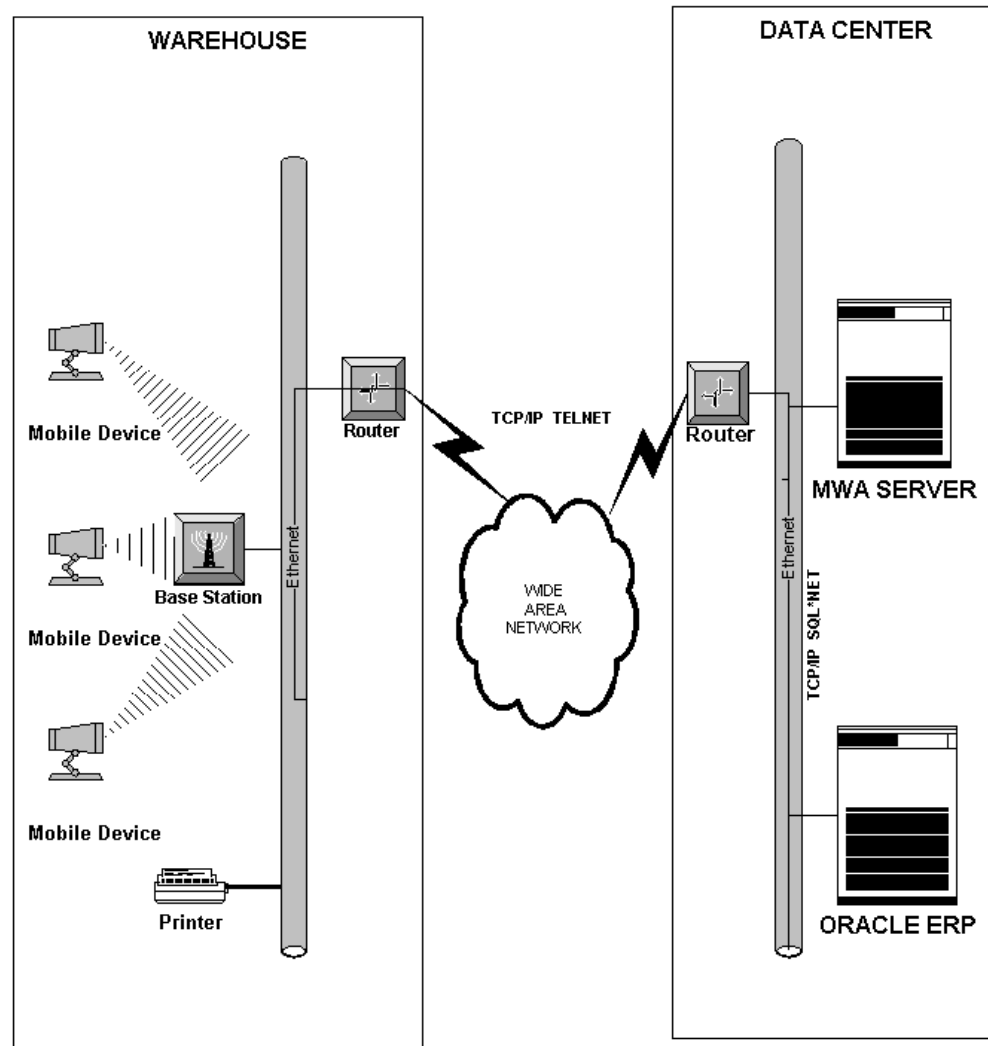 WAREHOUSE
DATA CENTER
Mobile Device
Router
TCP/IP TELNET
Router
MWA SERVER
Ethernet
Ethernet
Base Station
Mobile Device
WIDE
AREA
NETWORK
TCP/IP SQL*NET
Mobile Device
Printer
ORACLE ERP